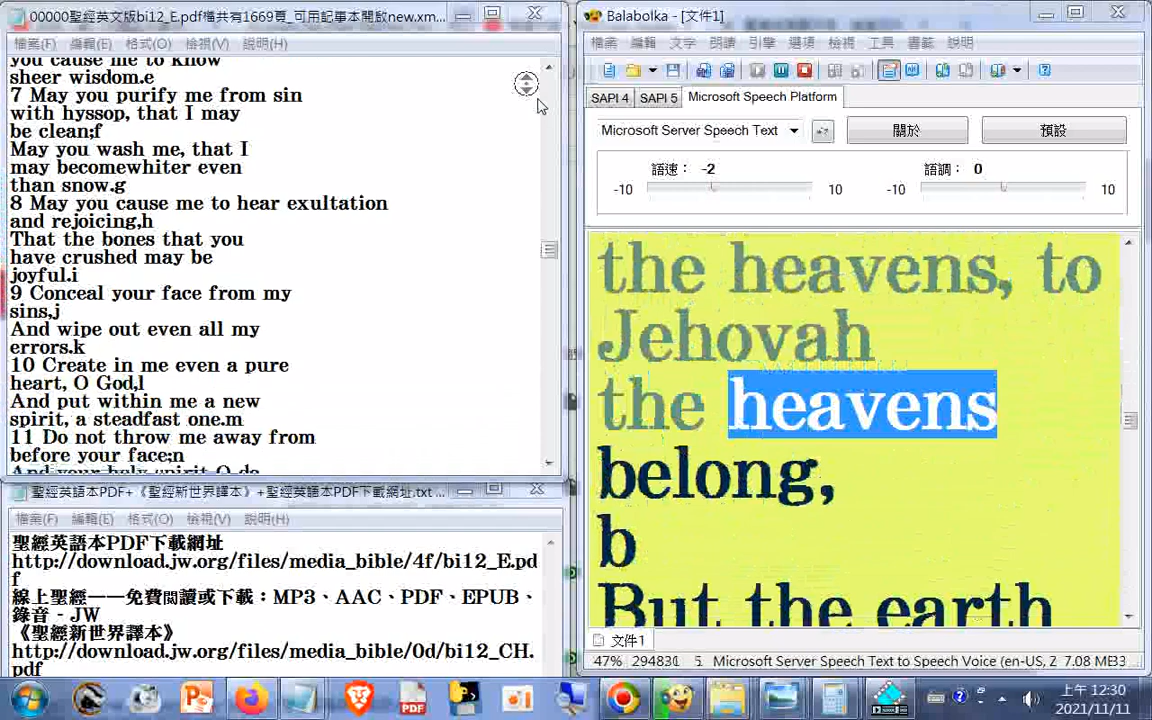 00000聖經英文版bi12_E.pdf檔共有1669頁_可用記事本開啟new.xm...
檔案(F) 編輯(E) 格式(O) 檢視(V) 說明(H)
you cause me to know
sheer wisdom.e
7 May you purify me from sin
with hyssop, that I may
be clean;f
May you wash me, that I
may becomewhiter even
than snow.g
8 May you cause me to hear exultation
and rejoicing,h
That the bones that you
have crushed may be
joyful.i
9 Conceal your face from my
sins,j
And wipe out even all my
errors.k
10 Create in me even a pure
heart, O God,l
And put within me a new
spirit, a steadfast one.m
11 Do not throw me away from
before your face;n
And your holy spirit O do
聖經英語本PDF+《聖經新世界譯本》+聖經英語本PDF下載網址.txt ...
檔案(F) 編輯(E) 格式(O) 檢視(V) 說明(H)
聖經英語本PDF下載網址
http://download.jw.org/files/media_bible/4f/bi12_E.pd
f
線上聖經——免費閱讀或下載：MP3、AAC、PDF、EPUB、
錄音 - JW
《聖經新世界譯本》
http://download.jw.org/files/media_bible/0d/bi12_CH.
pdf
Balabolka - [文件1]
檔案 編輯 文字 朗讀 引擎 選項 檢視 工具 書籤 說明
SAPI 4 SAPI 5 Microsoft Speech Platform
Microsoft Server Speech Text 關於 預設
語速： -2 語調： 0
-10 10 -10 10
the heavens, to
Jehovah
the heavens
belong,
b
But the earth
文件1
47% 294831 5. Microsoft Server Speech Text to Speech Voice (en-US, Z 7.08 MB33
上午 12:30
2021/11/11